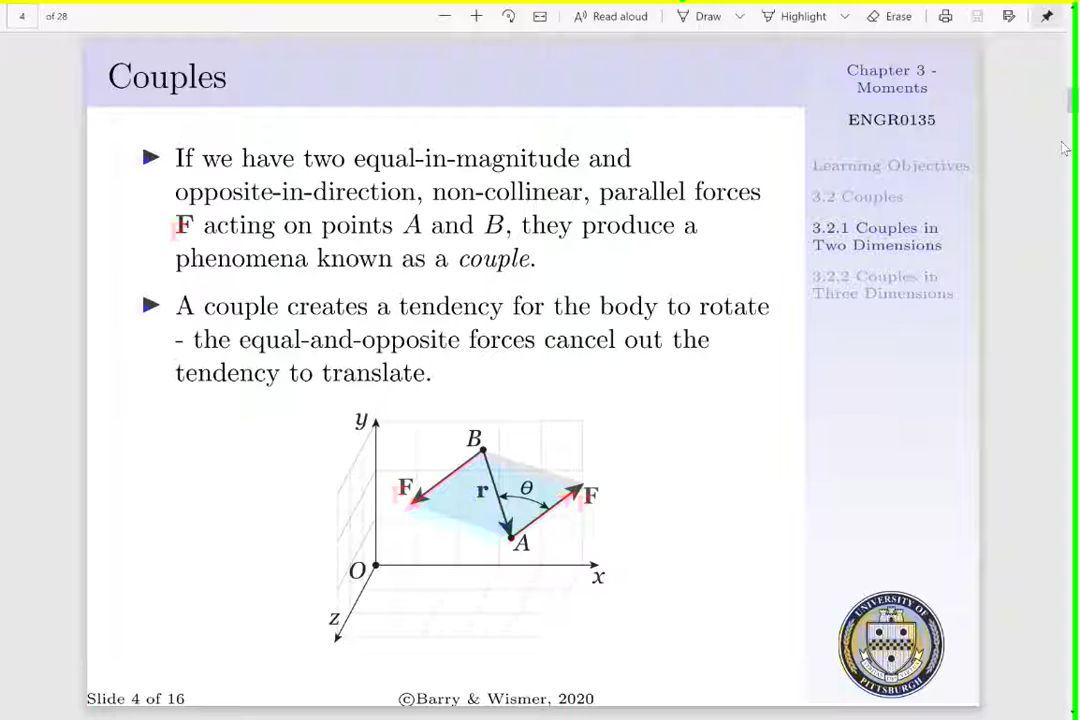 4 of 28
Read aloud
Draw
Highlight
Erase
Couples
If we have two equal-in-magnitude and
opposite-in-direction, non-collinear, parallel forces
F acting on points A and B, they produce a
phenomena known as a couple.
A couple creates a tendency for the body to rotate
- the equal-and-opposite forces cancel out the
tendency to translate.
y
B
F
r
θ
F
A
O
x
z
Slide 4 of 16
©Barry & Wismer, 2020
Chapter 3 -
Moments
ENGR0135
Learning Objectives
3.2 Couples
3.2.1 Couples in
Two Dimensions
3.2.2 Couples in
Three Dimensions
UNIVERSITY OF
PITTSBURGH